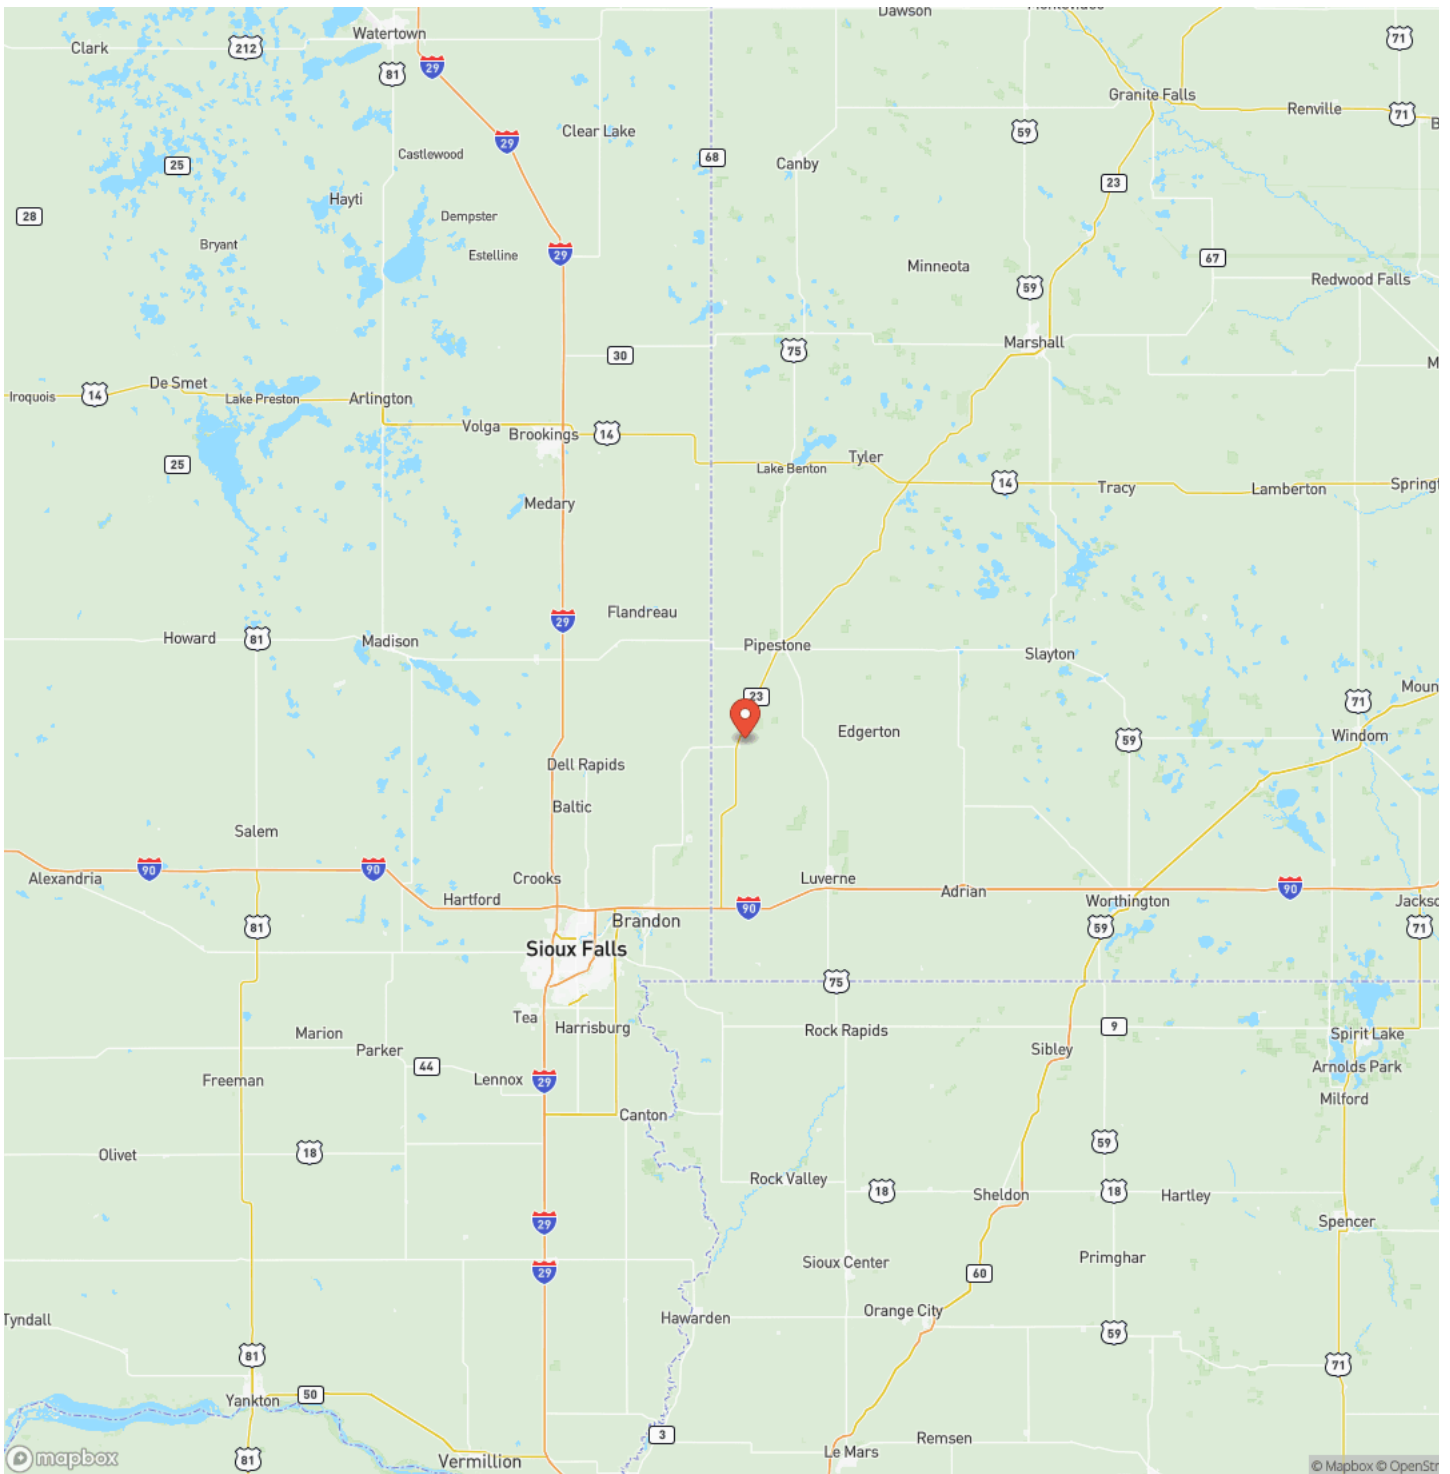 Dawson
Clark
212
Watertown
81
29
71
Granite Falls
Renville
71
29
Clear Lake
59
25
Castlewood
68
Canby
23
28
Hayti
Dempster
Bryant
Estelline
29
Minneota
67
59
Redwood Falls
30
75
Marshall
De Smet
Iroquois
14
Lake Preston
Arlington
Volga
Brookings
14
25
Lake Benton
Tyler
14
Tracy
Lamberton
Medary
29
Flandreau
Howard
81
Madison
Pipestone
Slayton
23
71
59
Edgerton
Windom
Dell Rapids
Baltic
Salem
90
90
Alexandria
Crooks
Hartford
Luverne
Adrian
90
Worthington
90
81
Brandon
59
71
Sioux Falls
75
Tea
Harrisburg
Marion
Parker
44
Rock Rapids
9
Sibley
Spirit Lake
Arnolds Park
Freeman
Lennox
29
Milford
Canton
59
Olivet
18
Rock Valley
18
Sheldon
18
Hartley
29
Spencer
Sioux Center
Primghar
29
60
Tyndall
Hawarden
Orange City
59
81
71
Yankton
50
3
Remsen
Le Mars
81
Vermillion
mapbox
© Mapbox